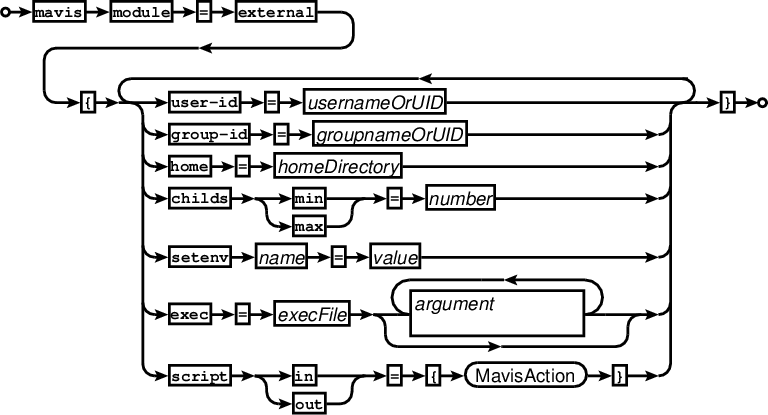 mavis module = external
{ user-id = usernameOrUID }
group-id = groupnameOrUID
home = homeDirectory
childs min = number
max
setenv name = value
exec = execFile argument
script in = { MavisAction }
out